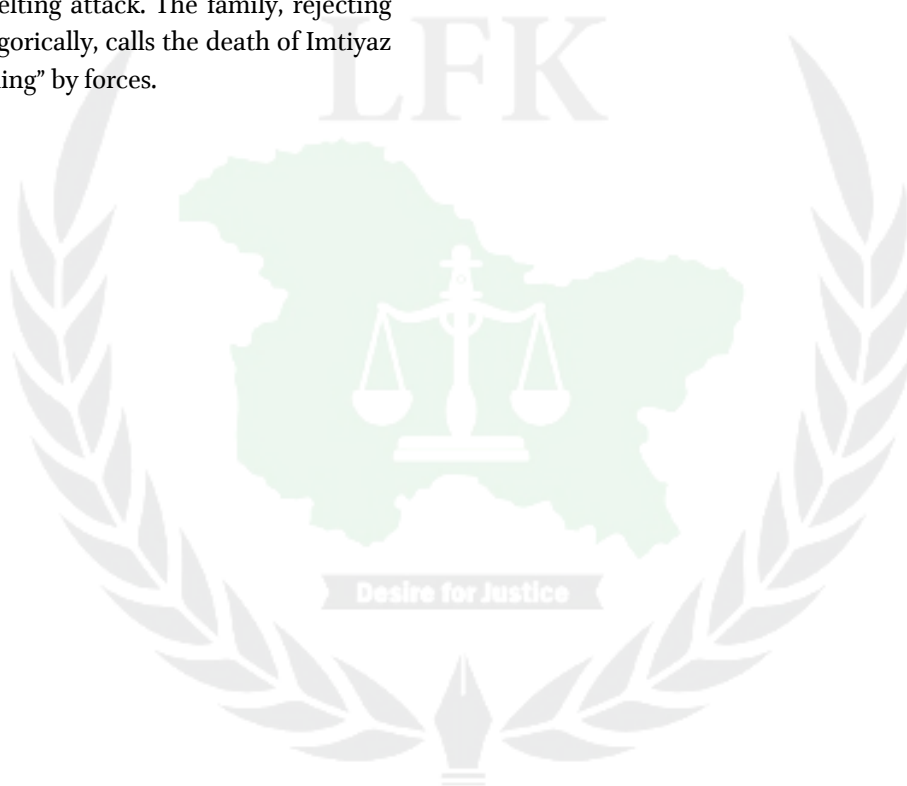 elting attack. The family, rejecting
gorically, calls the death of Imtiyaz
ing” by forces.
LFK
Desire for Justice